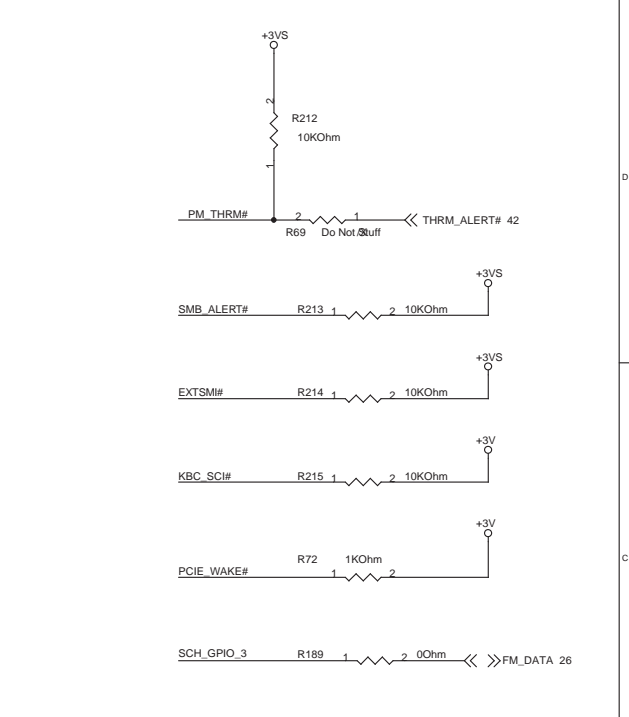 +3VS
2
R212
10KOhm
1
D
PM_THRM#
2
1
THRM_ALERT# 42
R69
Do Not Stuff
+3VS
SMB_ALERT#
R213
1
2
10KOhm
+3VS
EXTSMI#
R214
1
2
10KOhm
+3V
KBC_SCI#
R215
1
2
10KOhm
+3V
C
R72
1KOhm
PCIE_WAKE#
1
2
SCH_GPIO_3
R189
1
2
0Ohm
FM_DATA 26